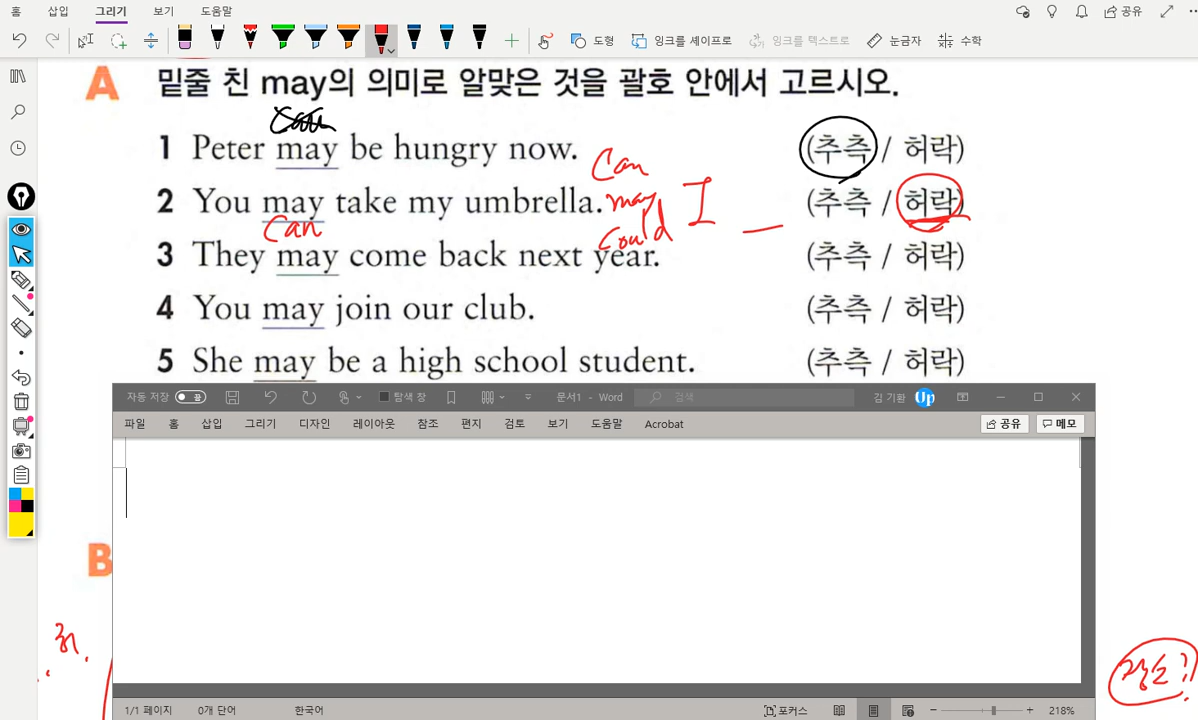 홈 삽입 그리기 보기 도움말 공유
도형 잉크를 셰이프로 잉크를 텍스트로 눈금자 수학
A 밑줄 친 may의 의미로 알맞은 것을 괄호 안에서 고르시오.
1 Peter may be hungry now. (추측 / 허락)
can
2 You may take my umbrella. may I (추측 / 허락)
can could
3 They may come back next year. (추측 / 허락)
4 You may join our club. (추측 / 허락)
5 She may be a high school student. (추측 / 허락)
자동 저장 끔 탐색 창 문서1 - Word 검색 김 기환 Up
파일 홈 삽입 그리기 디자인 레이아웃 참조 편지 검토 보기 도움말 Acrobat 공유 메모
B
1/1 페이지 0개 단어 한국어 포커스 218%